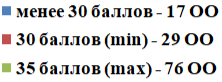 менее 30 баллов - 17 ОО
30 баллов (min) - 29 ОО
35 баллов (max) - 76 ОО